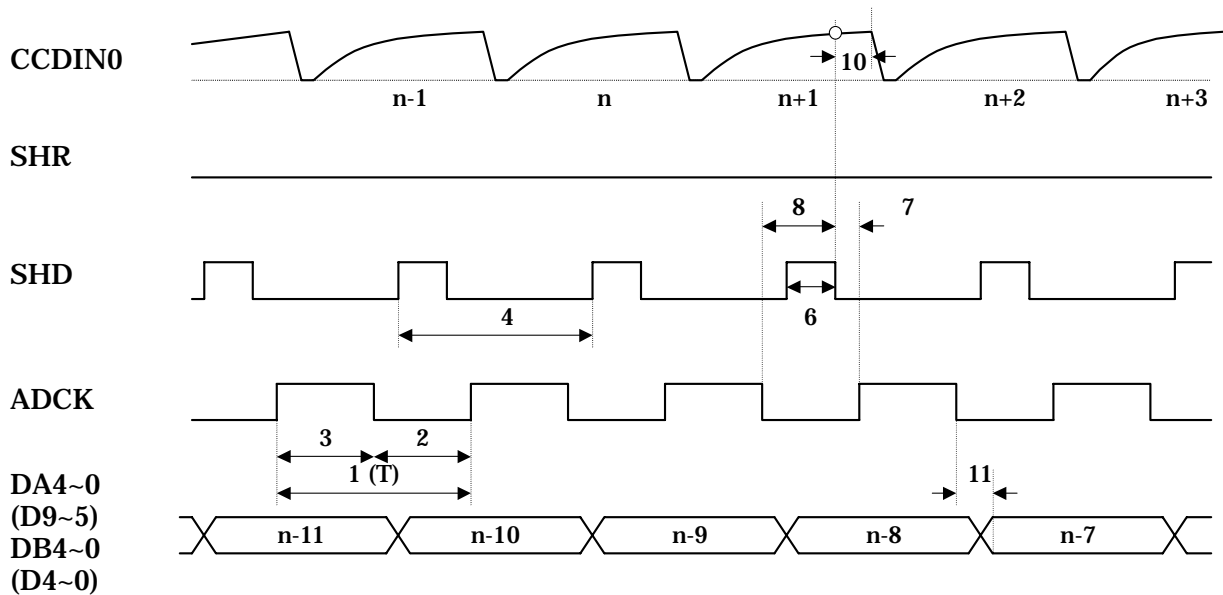 CCDIN0
10
n-1 n n+1 n+2 n+3
SHR
8 7
SHD
6
4
ADCK
3 2
1 (T)
11
DA4~0
(D9~5)
DB4~0
(D4~0)
n-11 n-10 n-9 n-8 n-7